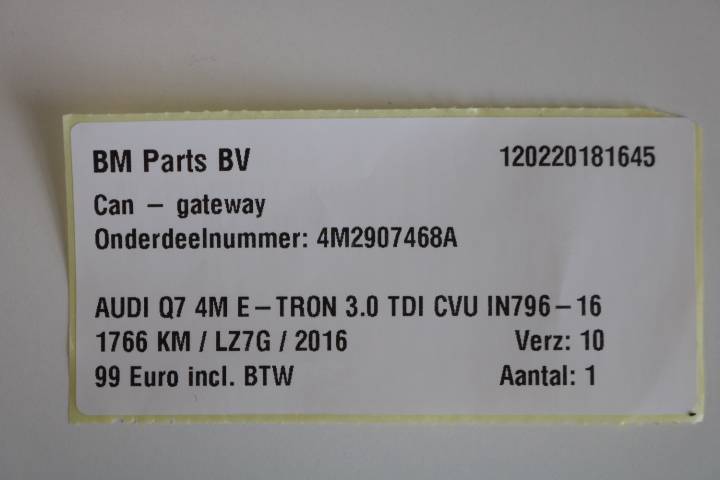 BM Parts BV 120220181645
Can – gateway
Onderdeelnummer: 4M2907468A
AUDI Q7 4M E–TRON 3.0 TDI CVU IN796–16
1766 KM / LZ7G / 2016 Verz: 10
99 Euro incl. BTW Aantal: 1